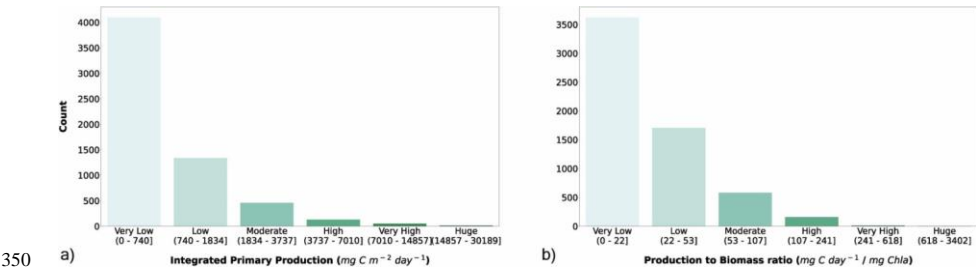 Count
4000
3500
3000
2500
2000
1500
1000
500
0
Very Low
(0 - 740]
Low
(740 - 1834]
Moderate
(1834 - 3737]
High
(3737 - 7010]
Very High
(7010 - 14857]
Huge
(14857 - 30189]
350
a)
Integrated Primary Production (mg C m⁻² day⁻¹)
3500
3000
2500
2000
1500
1000
500
0
Very Low
(0 - 22]
Low
(22 - 53]
Moderate
(53 - 107]
High
(107 - 241]
Very High
(241 - 618]
Huge
(618 - 3402]
b)
Production to Biomass ratio (mg C day⁻¹ / mg Chla)